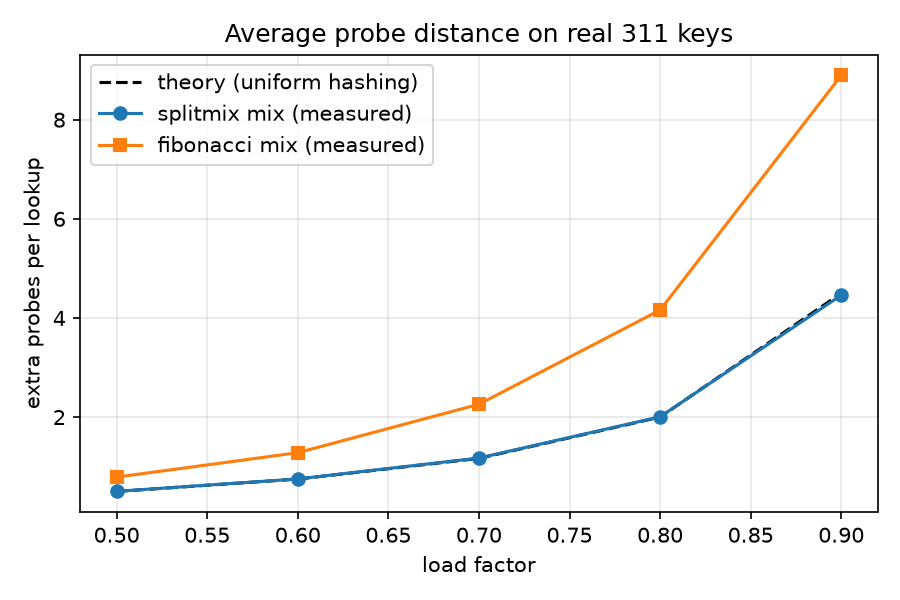 Average probe distance on real 311 keys
theory (uniform hashing)
splitmix mix (measured)
fibonacci mix (measured)
extra probes per lookup
8
6
4
2
0.50 0.55 0.60 0.65 0.70 0.75 0.80 0.85 0.90
load factor